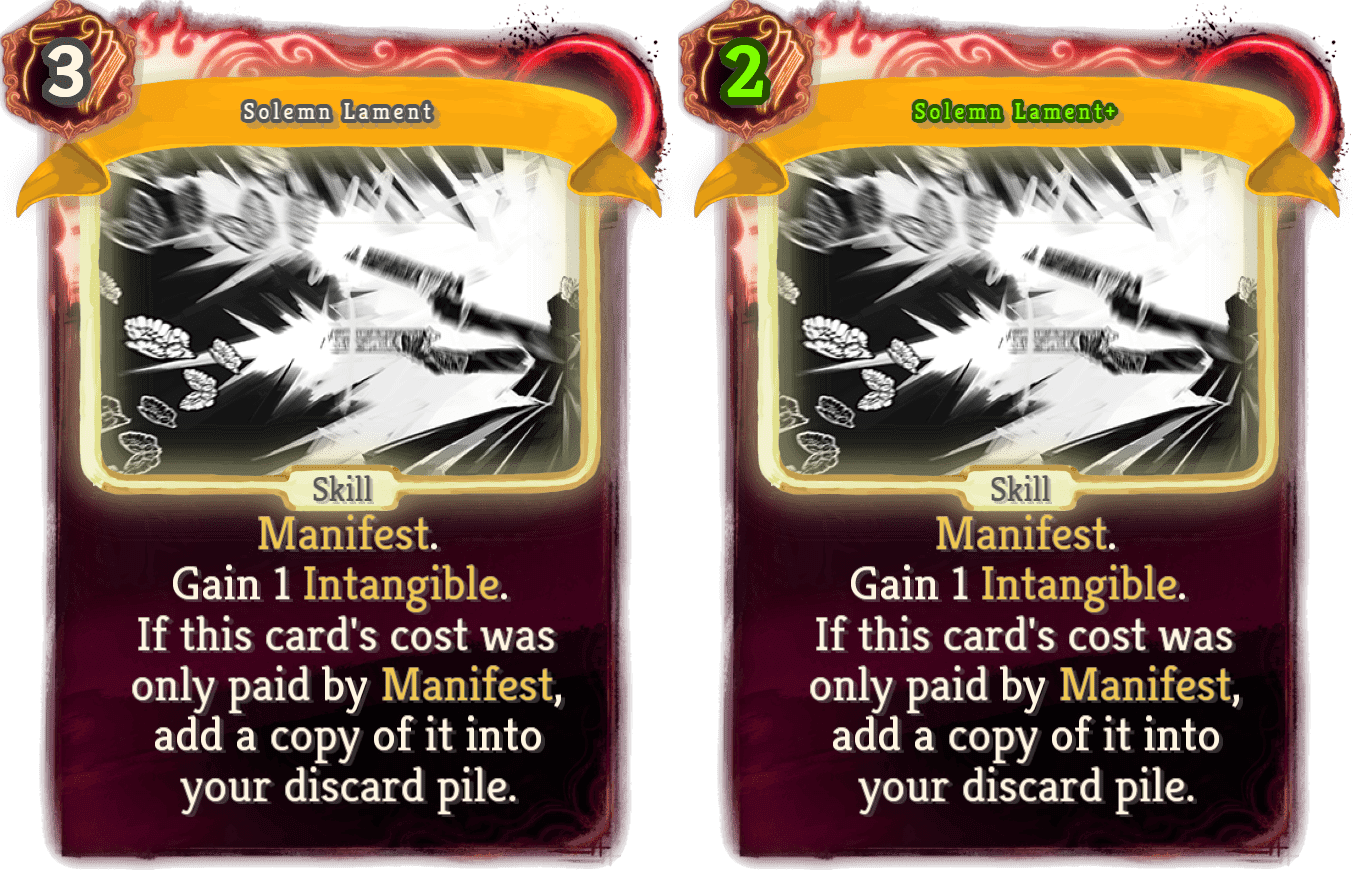 3
Solemn Lament
Skill
Manifest.
Gain 1 Intangible.
If this card's cost was
only paid by Manifest,
add a copy of it into
your discard pile.
2
Solemn Lament+
Skill
Manifest.
Gain 1 Intangible.
If this card's cost was
only paid by Manifest,
add a copy of it into
your discard pile.